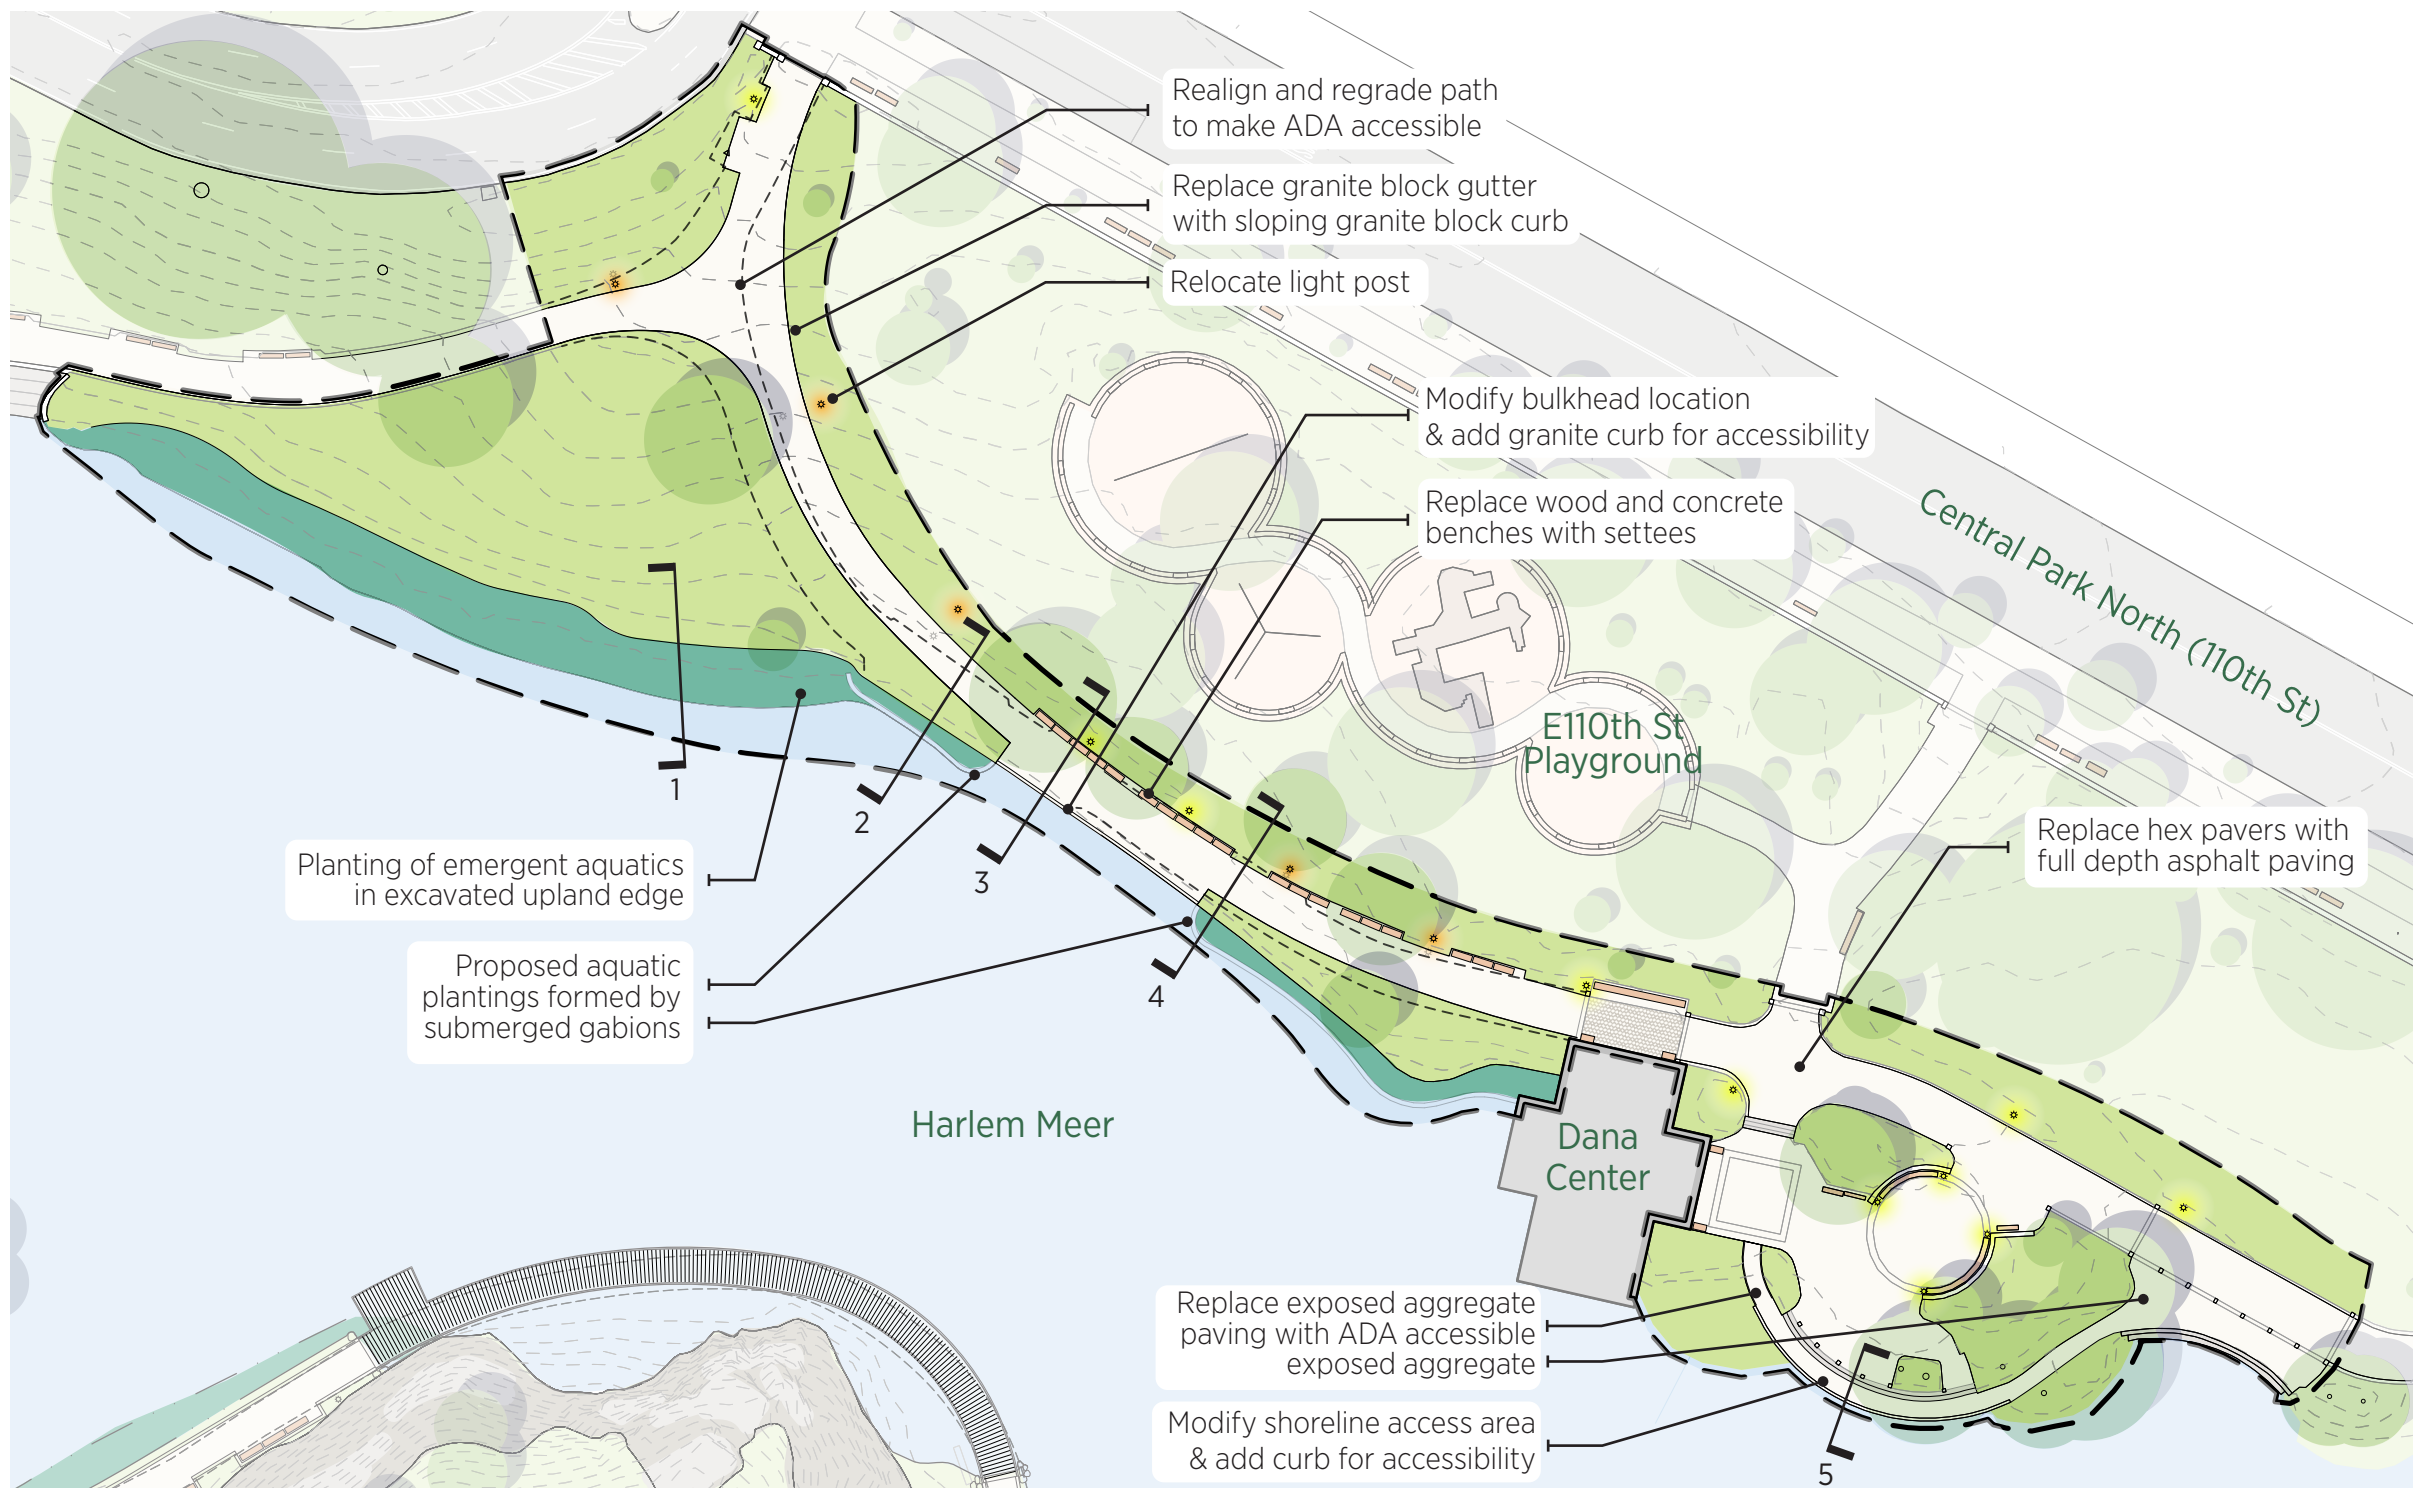 Realign and regrade path
to make ADA accessible
Replace granite block gutter
with sloping granite block curb
Relocate light post
Modify bulkhead location
& add granite curb for accessibility
Replace wood and concrete
benches with settees
Central Park North (110th St)
E110th St
Playground
Replace hex pavers with
full depth asphalt paving
1
2
3
4
Planting of emergent aquatics
in excavated upland edge
Proposed aquatic
plantings formed by
submerged gabions
Harlem Meer
Dana
Center
Replace exposed aggregate
paving with ADA accessible
exposed aggregate
Modify shoreline access area
& add curb for accessibility
5